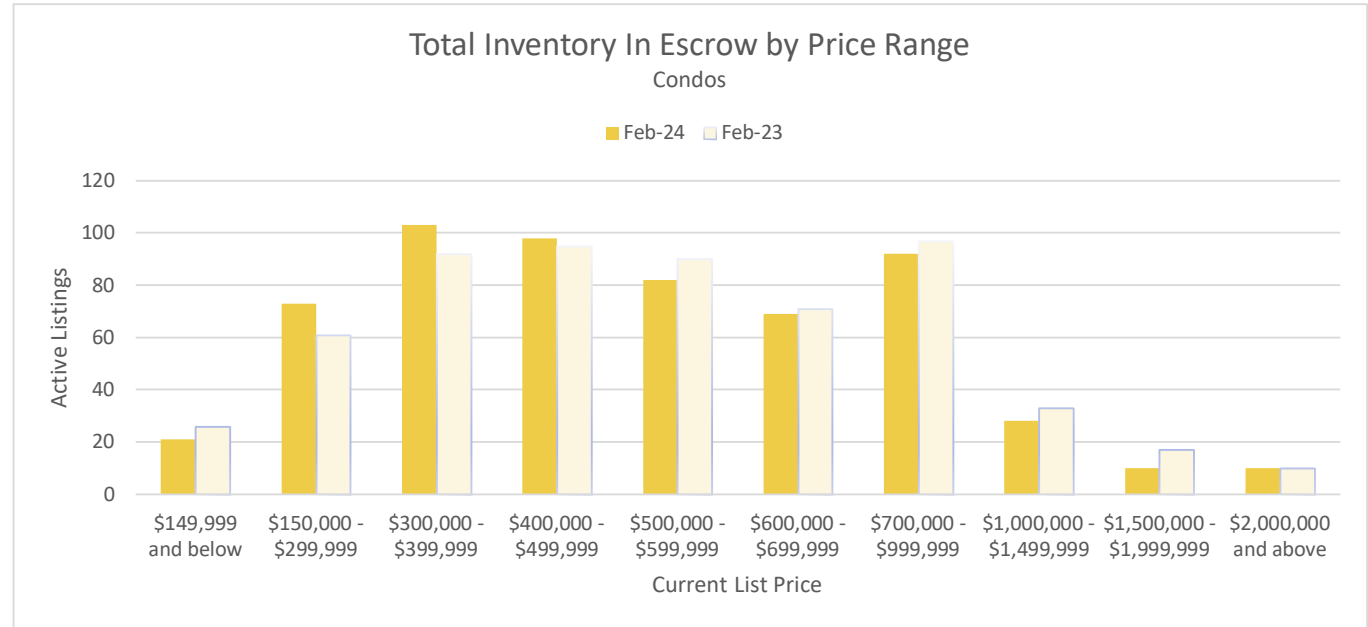 Total Inventory In Escrow by Price Range
Condos
Feb-24 Feb-23
120
100
80
60
40
20
0
Active Listings
$149,999 and below
$150,000 - $299,999
$300,000 - $399,999
$400,000 - $499,999
$500,000 - $599,999
$600,000 - $699,999
$700,000 - $999,999
$1,000,000 - $1,499,999
$1,500,000 - $1,999,999
$2,000,000 and above
Current List Price